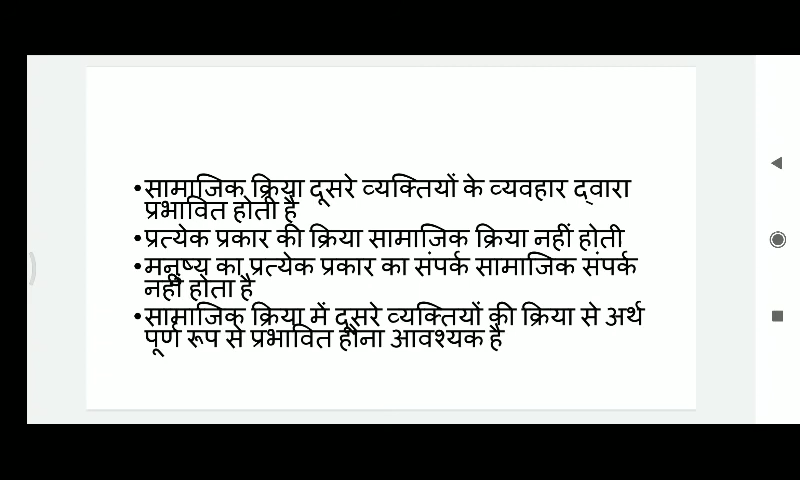 •सामाजिक क्रिया दूसरे व्यक्तियों के व्यवहार द्वारा
प्रभावित होती है
•प्रत्येक प्रकार की क्रिया सामाजिक क्रिया नहीं होती
•मनुष्य का प्रत्येक प्रकार का संपर्क सामाजिक संपर्क
नहीं होता है
•सामाजिक क्रिया में दूसरे व्यक्तियों की क्रिया से अर्थ
पूर्ण रूप से प्रभावित होना आवश्यक है